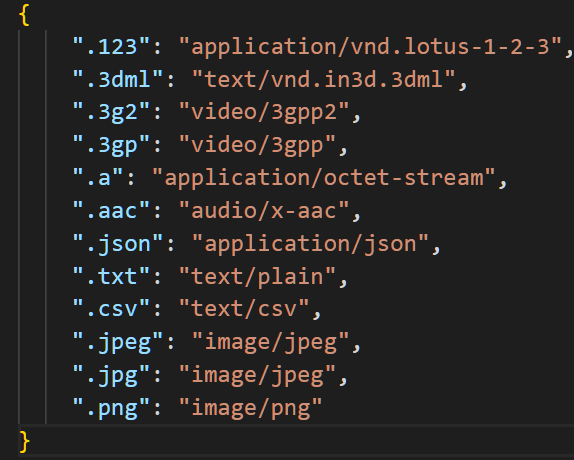 {
".123": "application/vnd.lotus-1-2-3",
".3dml": "text/vnd.in3d.3dml",
".3g2": "video/3gpp2",
".3gp": "video/3gpp",
".a": "application/octet-stream",
".aac": "audio/x-aac",
".json": "application/json",
".txt": "text/plain",
".csv": "text/csv",
".jpeg": "image/jpeg",
".jpg": "image/jpeg",
".png": "image/png"
}